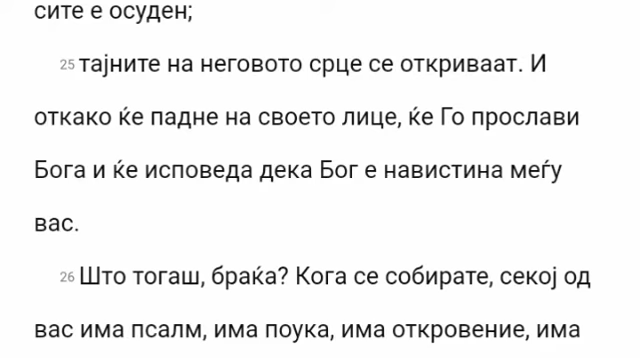 сите е осуден;
25 тајните на неговото срце се откриваат. И
откако ќе падне на своето лице, ќе Го прослави
Бога и ќе исповеда дека Бог е навистина меѓу
вас.
26 Што тогаш, браќа? Кога се собирате, секој од
вас има псалм, има поука, има откровение, има